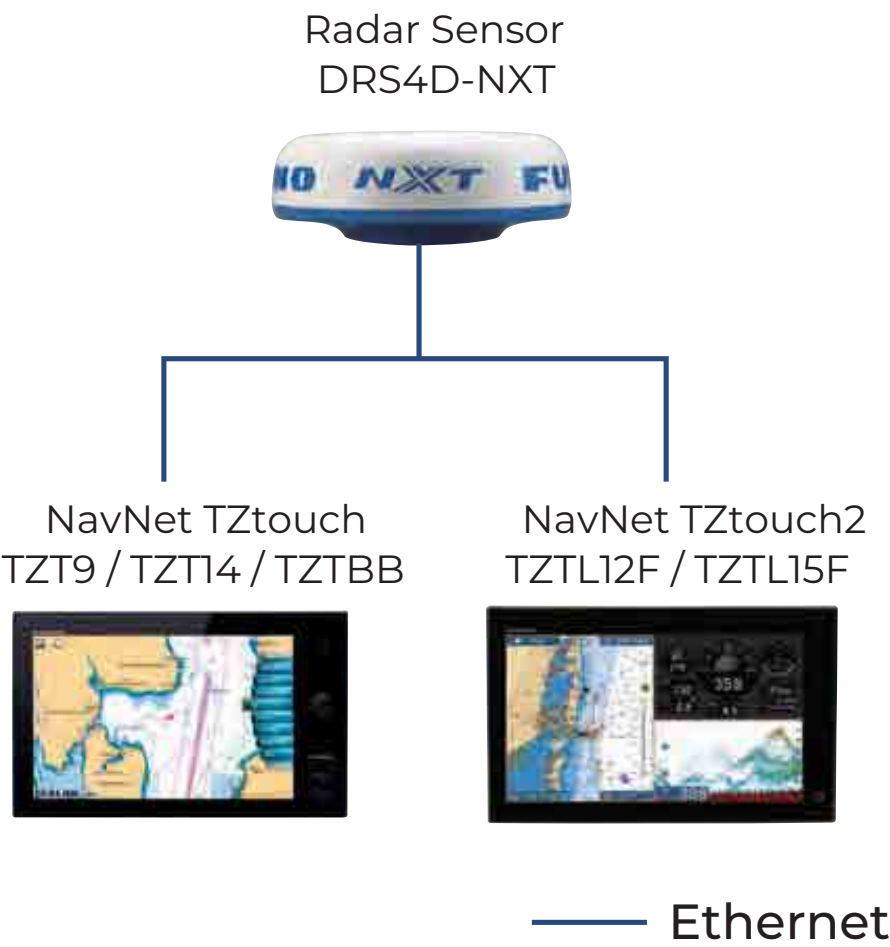 Radar Sensor
DRS4D-NXT
NXT
NavNet TZtouch
TZT9 / TZT14 / TZTBB
NavNet TZtouch2
TZTL12F / TZTL15F
Ethernet